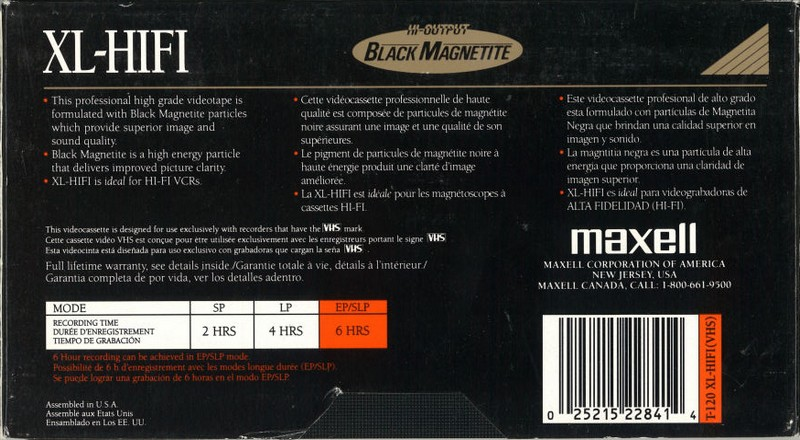 XL-HIFI
HI-OUTPUT
BLACK MAGNETITE
• This professional high grade videotape is
formulated with Black Magnetite particles
which provide superior image and
sound quality.
• Black Magnetite is a high energy particle
that delivers improved picture clarity.
• XL-HIFI is ideal for HI-FI VCRs.
• Cette vidéocassette professionnelle de haute
qualité est composée de particules de magnétite
noire assurant une image et une qualité de son
supérieures.
• Le pigment de particules de magnétite noire à
haute énergie produit une clarté d'image
améliorée.
• La XL-HIFI est idéale pour les magnétoscopes à
cassettes HI-FI.
• Este videocassette profesional de alto grado
esta formulado con partículas de Magnetita
Negra que brindan una calidad superior en
imagen y sonido.
• La magnititia negra es una partícula de alta
energia que proporciona una claridad de
imagen superior.
• XL-HIFI es ideal para videograbadoras de
ALTA FIDELIDAD (HI-FI).
This videocassette is designed for use exclusively with recorders that have the VHS mark.
Cette cassette vidéo VHS est conçue pour être utilisée exclusivement avec les enregistreurs portant le signe VHS
Esta videocinta está diseñada para uso exclusivo con grabadoras que cargan la seña VHS .
Full lifetime warranty, see details inside./Garantie totale à vie, détails à l'intérieur/
Garantia completa de por vida, ver los detalles adentro.
maxell
MAXELL CORPORATION OF AMERICA
NEW JERSEY, USA
MAXELL CANADA, CALL: 1-800-661-9500
MODE SP LP EP/SLP
RECORDING TIME
DURÉE D'ENREGISTREMENT
TIEMPO DE GRABACIÓN
2 HRS 4 HRS 6 HRS
6 Hour recording can be achieved in EP/SLP mode.
Possibilité de 6 h d'enregistrement avec les modes longue durée (EP/SLP).
Se puede lograr una grabación de 6 horas en el modo EP/SLP.
Assembled in U.S.A.
Assemblé aux Etats Unis
Ensamblado en Los EE. UU.
0 25215 22841 4
T-120 XL-HIFI(VHS)